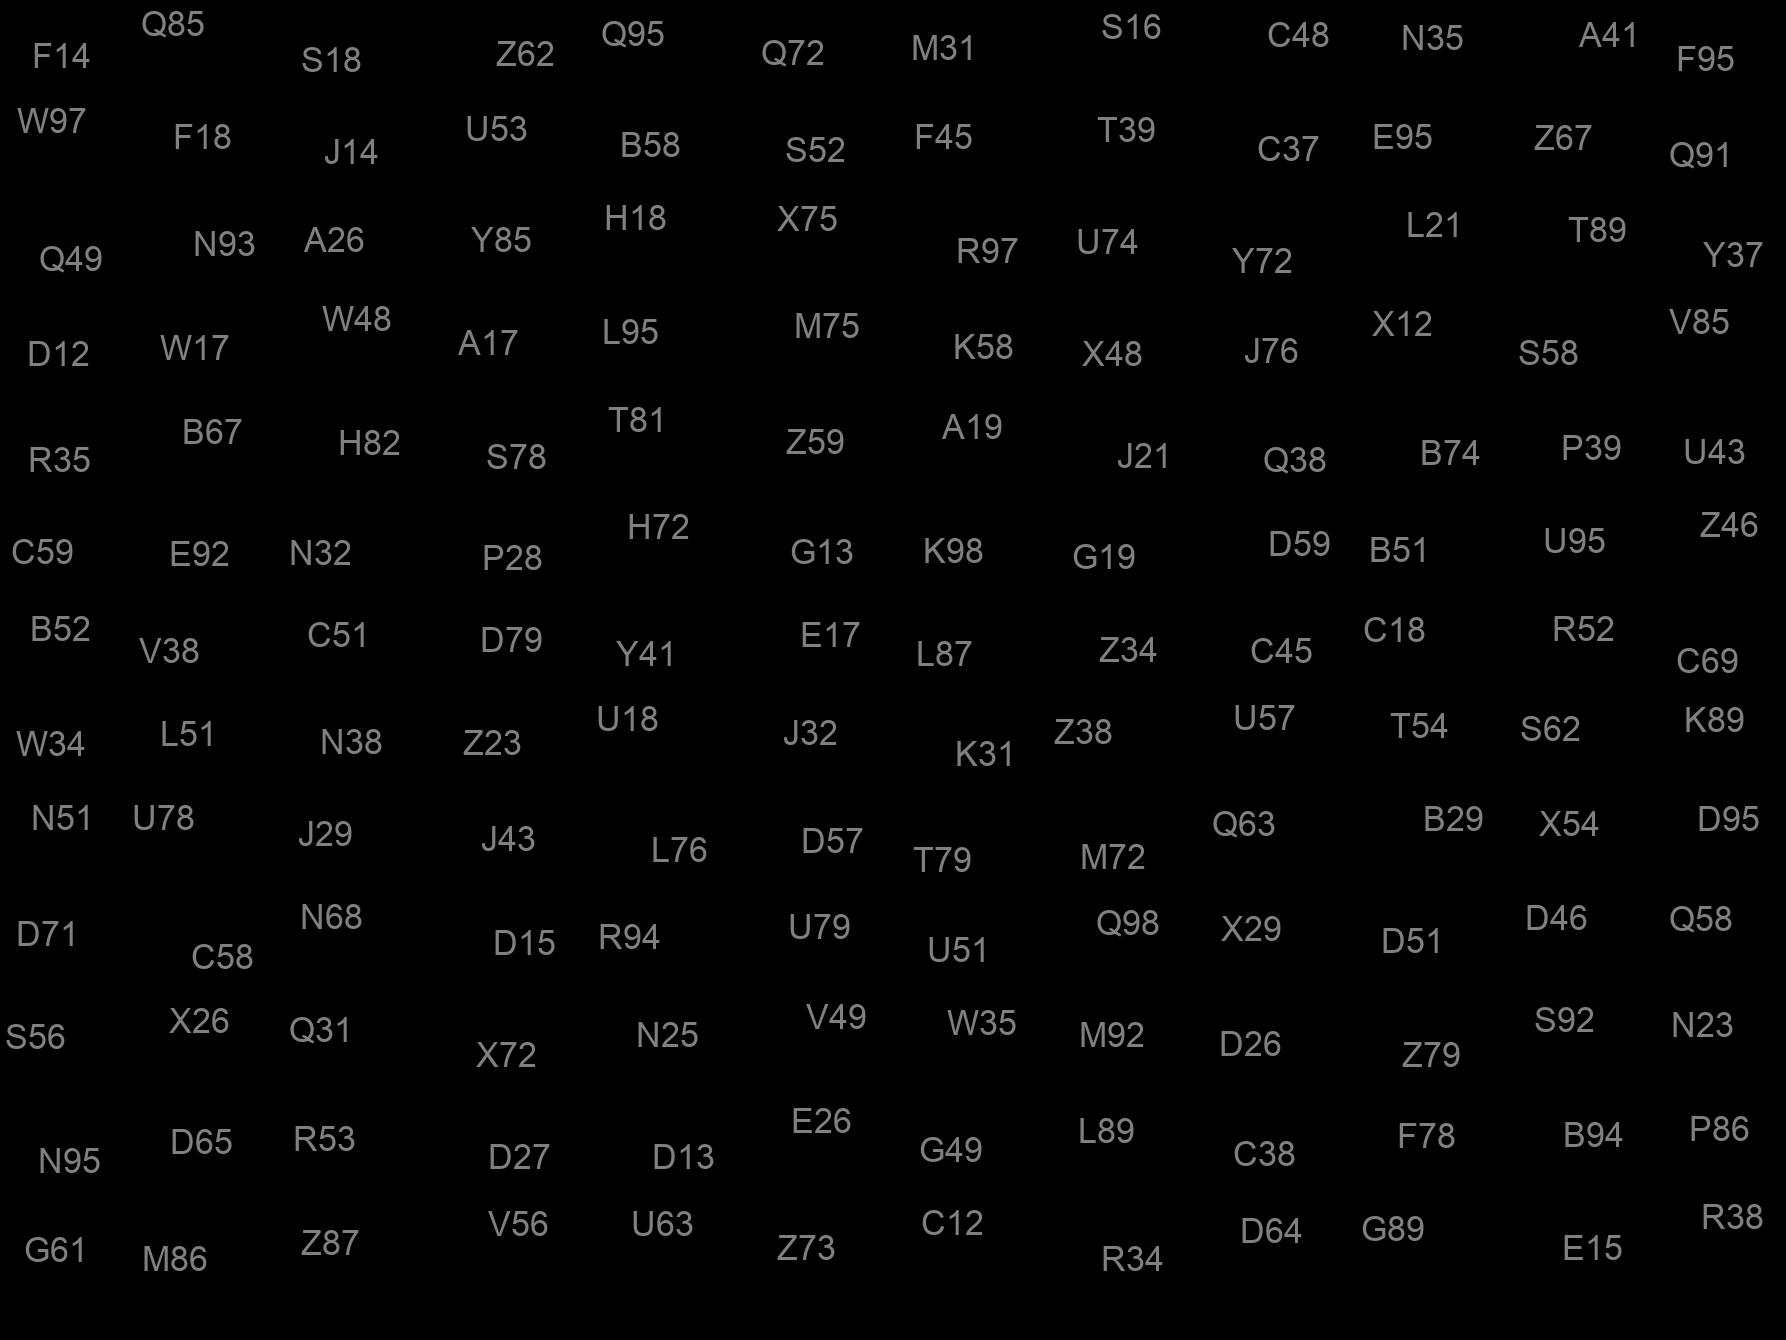 F14 Q85 S18 Z62 Q95 Q72 M31 S16 C48 N35 A41 F95
W97 F18 J14 U53 B58 S52 F45 T39 C37 E95 Z67 Q91
Q49 N93 A26 Y85 H18 X75 R97 U74 Y72 L21 T89 Y37
D12 W17 W48 A17 L95 M75 K58 X48 J76 X12 S58 V85
R35 B67 H82 S78 T81 Z59 A19 J21 Q38 B74 P39 U43
C59 E92 N32 P28 H72 G13 K98 G19 D59 B51 U95 Z46
B52 V38 C51 D79 Y41 E17 L87 Z34 C45 C18 R52 C69
W34 L51 N38 Z23 U18 J32 K31 Z38 U57 T54 S62 K89
N51 U78 J29 J43 L76 D57 T79 M72 Q63 B29 X54 D95
D71 C58 N68 D15 R94 U79 U51 Q98 X29 D51 D46 Q58
S56 X26 Q31 X72 N25 V49 W35 M92 D26 Z79 S92 N23
N95 D65 R53 D27 D13 E26 G49 L89 C38 F78 B94 P86
G61 M86 Z87 V56 U63 Z73 C12 R34 D64 G89 E15 R38